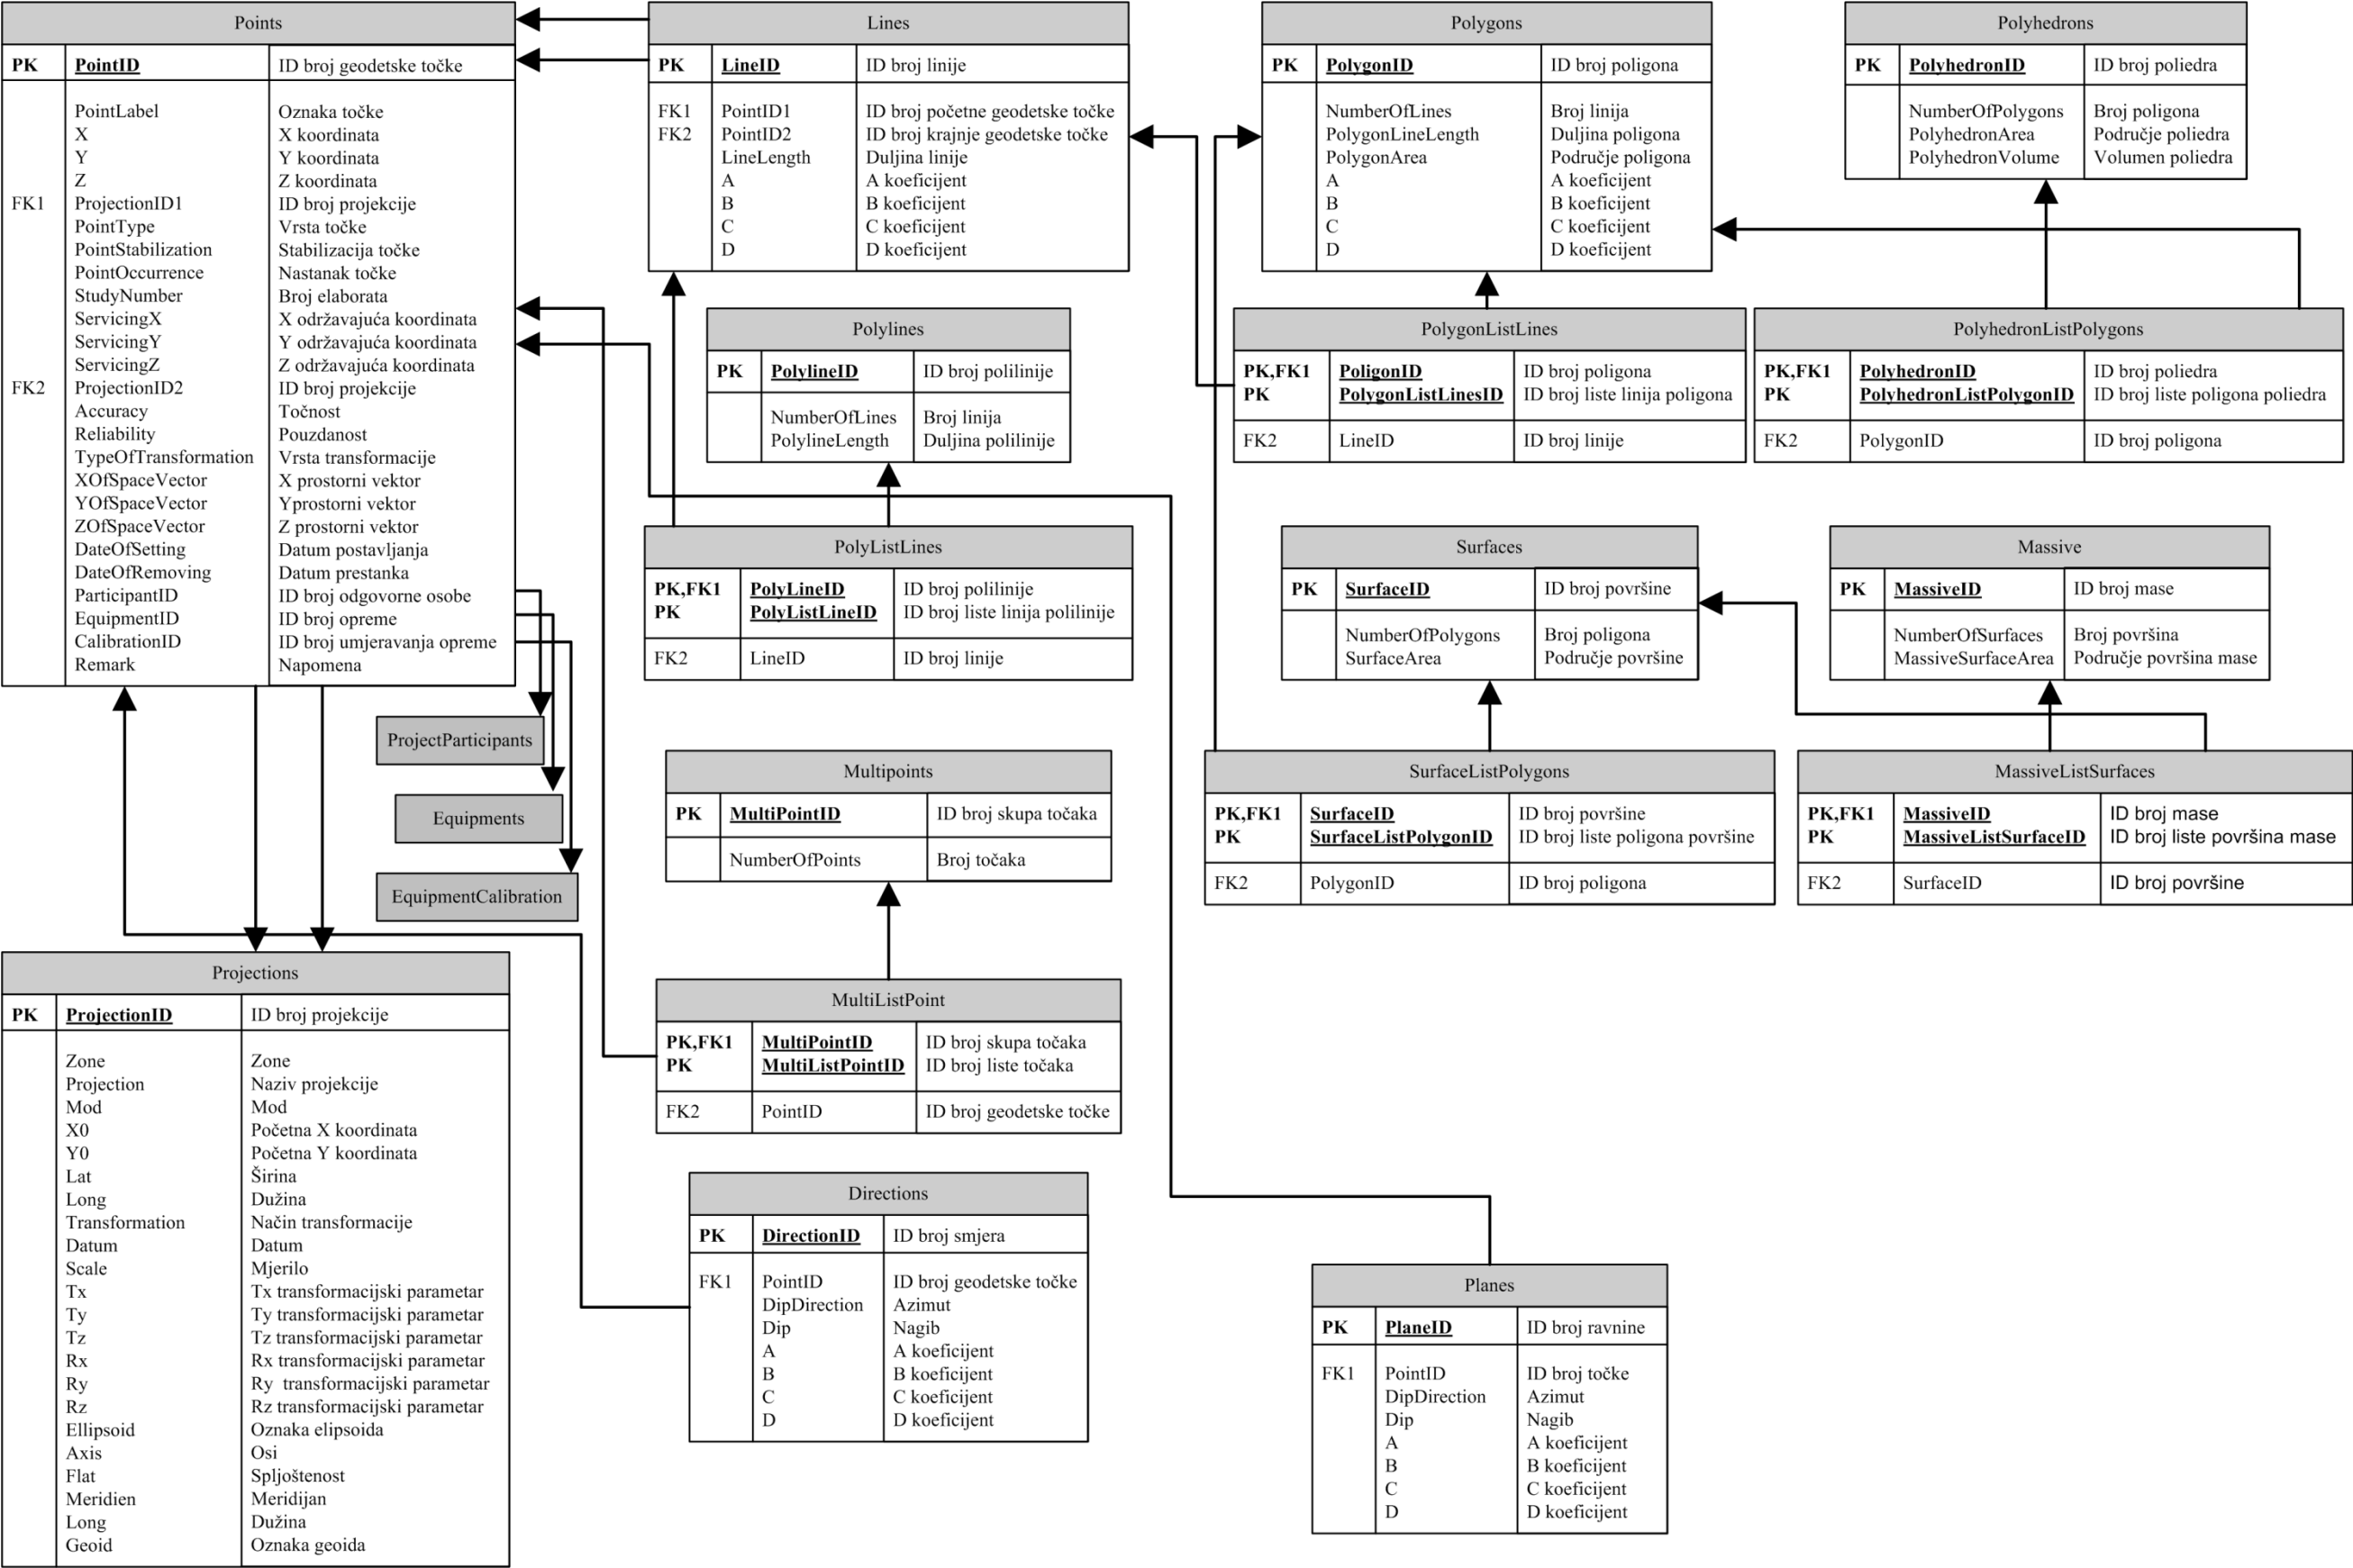 Points
PK PointID ID broj geodetske točke
PointLabel Oznaka točke
X X koordinata
Y Y koordinata
Z Z koordinata
FK1 ProjectionID1 ID broj projekcije
PointType Vrsta točke
PointStabilization Stabilizacija točke
PointOccurrence Nastanak točke
StudyNumber Broj elaborata
ServicingX X održavajuća koordinata
ServicingY Y održavajuća koordinata
ServicingZ Z održavajuća koordinata
FK2 ProjectionID2 ID broj projekcije
Accuracy Točnost
Reliability Pouzdanost
TypeOfTransformation Vrsta transformacije
XOfSpaceVector X prostorni vektor
YOfSpaceVector Yprostorni vektor
ZOfSpaceVector Z prostorni vektor
DateOfSetting Datum postavljanja
DateOfRemoving Datum prestanka
ParticipantID ID broj odgovorne osobe
EquipmentID ID broj opreme
CalibrationID ID broj umjeravanja opreme
Remark Napomena
ProjectParticipants
Equipments
EquipmentCalibration
Projections
PK ProjectionID ID broj projekcije
Zone Zone
Projection Naziv projekcije
Mod Mod
X0 Početna X koordinata
Y0 Početna Y koordinata
Lat Širina
Long Dužina
Transformation Način transformacije
Datum Datum
Scale Mjerilo
Tx Tx transformacijski parametar
Ty Ty transformacijski parametar
Tz Tz transformacijski parametar
Rx Rx transformacijski parametar
Ry Ry transformacijski parametar
Rz Rz transformacijski parametar
Ellipsoid Oznaka elipsoida
Axis Osi
Flat Spljoštenost
Meridien Meridijan
Long Dužina
Geoid Oznaka geoida
Lines
PK LineID ID broj linije
FK1 PointID1 ID broj početne geodetske točke
FK2 PointID2 ID broj krajnje geodetske točke
LineLength Duljina linije
A A koeficijent
B B koeficijent
C C koeficijent
D D koeficijent
Polylines
PK PolylineID ID broj polilinije
NumberOfLines Broj linija
PolylineLength Duljina polilinije
PolyListLines
PK,FK1 PolyLineID ID broj polilinije
PK PolyListLineID ID broj liste linija polilinije
FK2 LineID ID broj linije
Multipoints
PK MultiPointID ID broj skupa točaka
NumberOfPoints Broj točaka
MultiListPoint
PK,FK1 MultiPointID ID broj skupa točaka
PK MultiListPointID ID broj liste točaka
FK2 PointID ID broj geodetske točke
Directions
PK DirectionID ID broj smjera
FK1 PointID ID broj geodetske točke
DipDirection Azimut
Dip Nagib
A A koeficijent
B B koeficijent
C C koeficijent
D D koeficijent
Polygons
PK PolygonID ID broj poligona
NumberOfLines Broj linija
PolygonLineLength Duljina poligona
PolygonArea Područje poligona
A A koeficijent
B B koeficijent
C C koeficijent
D D koeficijent
PolygonListLines
PK,FK1 PoligonID ID broj poligona
PK PolygonListLinesID ID broj liste linija poligona
FK2 LineID ID broj linije
Surfaces
PK SurfaceID ID broj površine
NumberOfPolygons Broj poligona
SurfaceArea Područje površine
SurfaceListPolygons
PK,FK1 SurfaceID ID broj površine
PK SurfaceListPolygonID ID broj liste poligona površine
FK2 PolygonID ID broj poligona
Planes
PK PlaneID ID broj ravnine
FK1 PointID ID broj točke
DipDirection Azimut
Dip Nagib
A A koeficijent
B B koeficijent
C C koeficijent
D D koeficijent
Polyhedrons
PK PolyhedronID ID broj poliedra
NumberOfPolygons Broj poligona
PolyhedronArea Područje poliedra
PolyhedronVolume Volumen poliedra
PolyhedronListPolygons
PK,FK1 PolyhedronID ID broj poliedra
PK PolyhedronListPolygonID ID broj liste poligona poliedra
FK2 PolygonID ID broj poligona
Massive
PK MassiveID ID broj mase
NumberOfSurfaces Broj površina
MassiveSurfaceArea Područje površina mase
MassiveListSurfaces
PK,FK1 MassiveID ID broj mase
PK MassiveListSurfaceID ID broj liste površina mase
FK2 SurfaceID ID broj površine